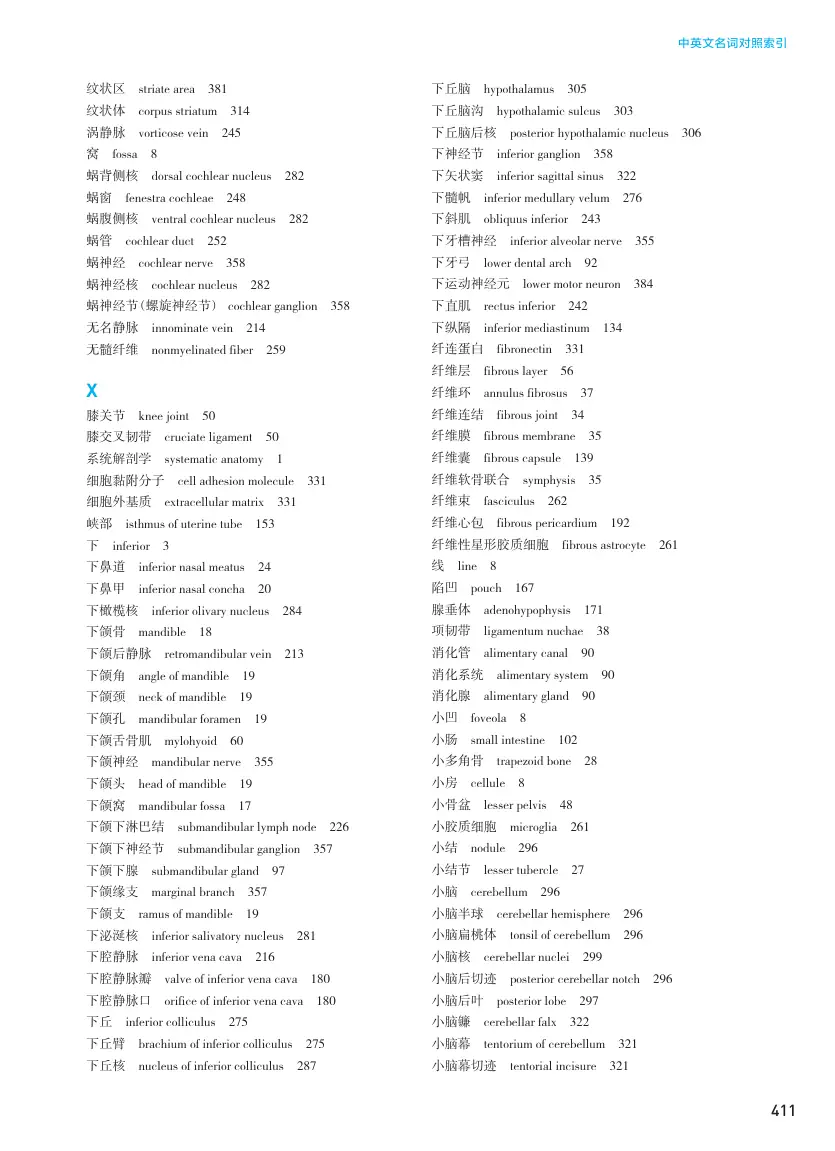 中英文名词对照索引
纹状区 striate area 381
纹状体 corpus striatum 314
涡静脉 vorticose vein 245
窝 fossa 8
蜗背侧核 dorsal cochlear nucleus 282
蜗窗 fenestra cochleae 248
蜗腹侧核 ventral cochlear nucleus 282
蜗管 cochlear duct 252
蜗神经 cochlear nerve 358
蜗神经核 cochlear nucleus 282
蜗神经节(螺旋神经节) cochlear ganglion 358
无名静脉 innominate vein 214
无髓纤维 nonmyelinated fiber 259
X
膝关节 knee joint 50
膝交叉韧带 cruciate ligament 50
系统解剖学 systematic anatomy 1
细胞黏附分子 cell adhesion molecule 331
细胞外基质 extracellular matrix 331
峡部 isthmus of uterine tube 153
下 inferior 3
下鼻道 inferior nasal meatus 24
下鼻甲 inferior nasal concha 20
下橄榄核 inferior olivary nucleus 284
下颌骨 mandible 18
下颌后静脉 retromandibular vein 213
下颌角 angle of mandible 19
下颌颈 neck of mandible 19
下颌孔 mandibular foramen 19
下颌舌骨肌 mylohyoid 60
下颌神经 mandibular nerve 355
下颌头 head of mandible 19
下颌窝 mandibular fossa 17
下颌下淋巴结 submandibular lymph node 226
下颌下神经节 submandibular ganglion 357
下颌下腺 submandibular gland 97
下颌缘支 marginal branch 357
下颌支 ramus of mandible 19
下泌涎核 inferior salivatory nucleus 281
下腔静脉 inferior vena cava 216
下腔静脉瓣 valve of inferior vena cava 180
下腔静脉口 orifice of inferior vena cava 180
下丘 inferior colliculus 275
下丘臂 brachium of inferior colliculus 275
下丘核 nucleus of inferior colliculus 287
下丘脑 hypothalamus 305
下丘脑沟 hypothalamic sulcus 303
下丘脑后核 posterior hypothalamic nucleus 306
下神经节 inferior ganglion 358
下矢状窦 inferior sagittal sinus 322
下髓帆 inferior medullary velum 276
下斜肌 obliquus inferior 243
下牙槽神经 inferior alveolar nerve 355
下牙弓 lower dental arch 92
下运动神经元 lower motor neuron 384
下直肌 rectus inferior 242
下纵隔 inferior mediastinum 134
纤连蛋白 fibronectin 331
纤维层 fibrous layer 56
纤维环 annulus fibrosus 37
纤维连结 fibrous joint 34
纤维膜 fibrous membrane 35
纤维囊 fibrous capsule 139
纤维软骨联合 symphysis 35
纤维束 fasciculus 262
纤维心包 fibrous pericardium 192
纤维性星形胶质细胞 fibrous astrocyte 261
线 line 8
陷凹 pouch 167
腺垂体 adenohypophysis 171
项韧带 ligamentum nuchae 38
消化管 alimentary canal 90
消化系统 alimentary system 90
消化腺 alimentary gland 90
小凹 foveola 8
小肠 small intestine 102
小多角骨 trapezoid bone 28
小房 cellule 8
小骨盆 lesser pelvis 48
小胶质细胞 microglia 261
小结 nodule 296
小结节 lesser tubercle 27
小脑 cerebellum 296
小脑半球 cerebellar hemisphere 296
小脑扁桃体 tonsil of cerebellum 296
小脑核 cerebellar nuclei 299
小脑后切迹 posterior cerebellar notch 296
小脑后叶 posterior lobe 297
小脑镰 cerebellar falx 322
小脑幕 tentorium of cerebellum 321
小脑幕切迹 tentorial incisure 321
411